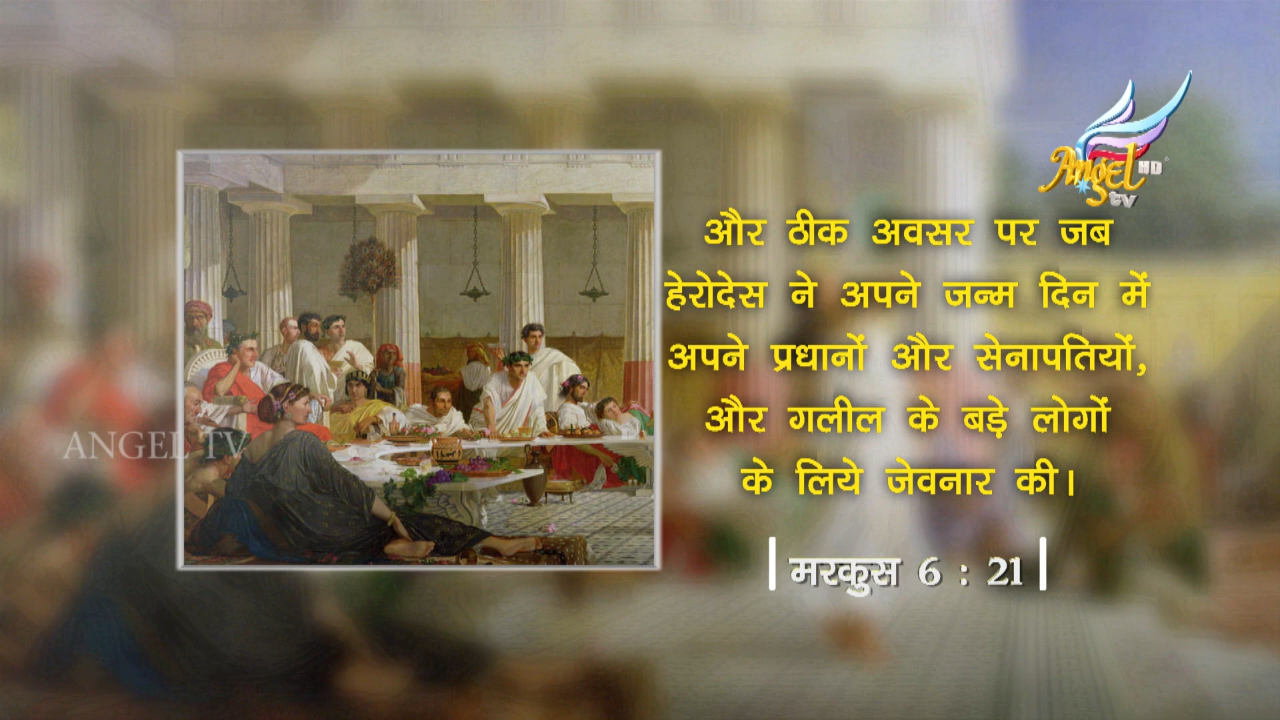 Angel HD
tv
और ठीक अवसर पर जब
हेरोदेस ने अपने जन्म दिन में
अपने प्रधानों और सेनापतियों,
और गलील के बड़े लोगों
के लिये जेवनार की।
मरकुस 6 : 21
ANGEL TV